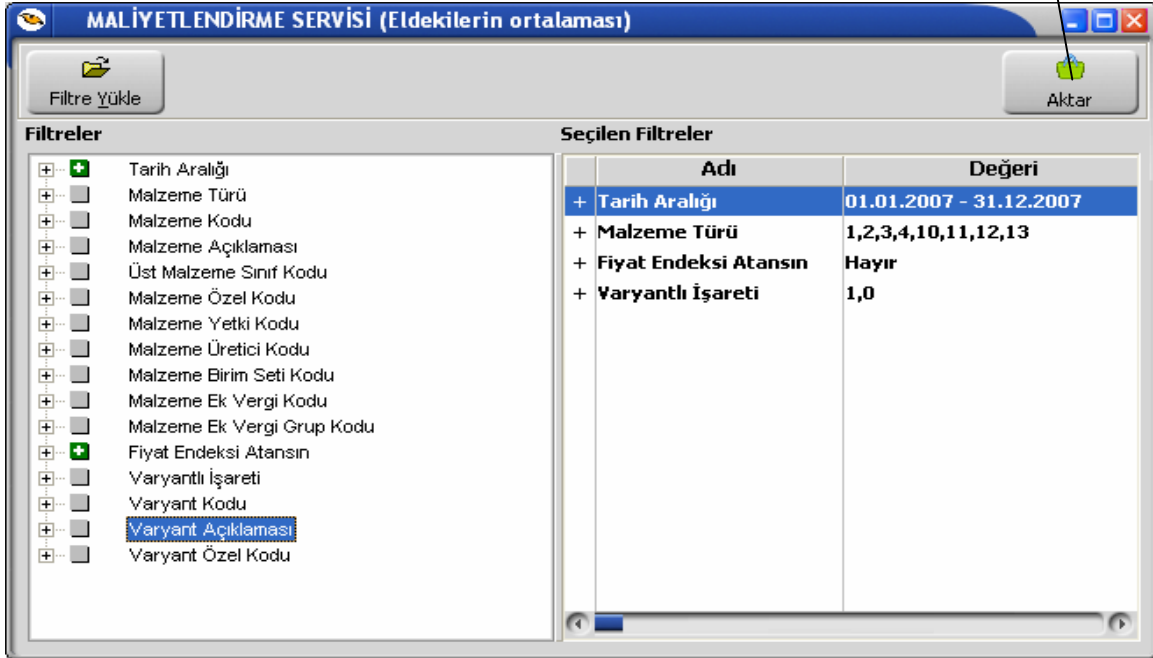 MALİYETLENDİRME SERVİSİ (Eldekilerin ortalaması)
Filtre Yükle
Aktar
Filtreler
Seçilen Filtreler
Tarih Aralığı
Malzeme Türü
Malzeme Kodu
Malzeme Açıklaması
Üst Malzeme Sınıf Kodu
Malzeme Özel Kodu
Malzeme Yetki Kodu
Malzeme Üretici Kodu
Malzeme Birim Seti Kodu
Malzeme Ek Vergi Kodu
Malzeme Ek Vergi Grup Kodu
Fiyat Endeksi Atansın
Varyantlı İşareti
Varyant Kodu
Varyant Açıklaması
Varyant Özel Kodu
Adı Değeri
+ Tarih Aralığı 01.01.2007 - 31.12.2007
+ Malzeme Türü 1,2,3,4,10,11,12,13
+ Fiyat Endeksi Atansın Hayır
+ Varyantlı İşareti 1,0